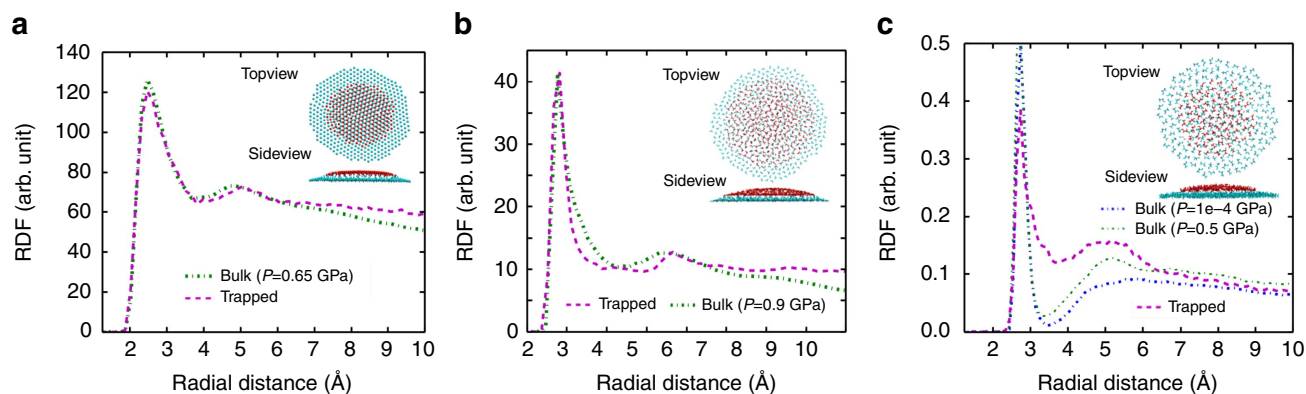 a
140
120
100
80
60
40
20
0
RDF (arb. unit)
Topview
Sideview
Bulk (P=0.65 GPa)
Trapped
2 3 4 5 6 7 8 9 10
Radial distance (Å)
b
40
30
20
10
0
RDF (arb. unit)
Topview
Sideview
Trapped Bulk (P=0.9 GPa)
2 3 4 5 6 7 8 9 10
Radial distance (Å)
c
0.5
0.4
0.3
0.2
0.1
0.0
RDF (arb. unit)
Topview
Sideview
Bulk (P=1e−4 GPa)
Bulk (P=0.5 GPa)
Trapped
2 3 4 5 6 7 8 9 10
Radial distance (Å)